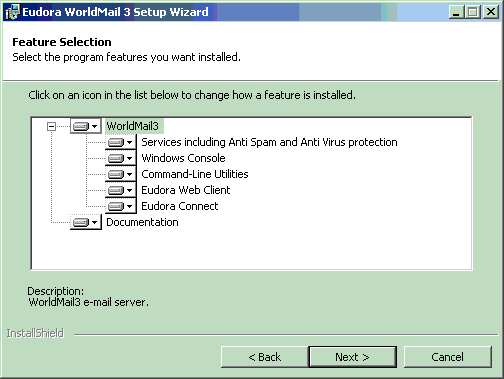 Eudora WorldMail 3 Setup Wizard
Feature Selection
Select the program features you want installed.
Click on an icon in the list below to change how a feature is installed.
WorldMail3
Services including Anti Spam and Anti Virus protection
Windows Console
Command-Line Utilities
Eudora Web Client
Eudora Connect
Documentation
Description:
WorldMail3 e-mail server.
InstallShield
< Back Next > Cancel